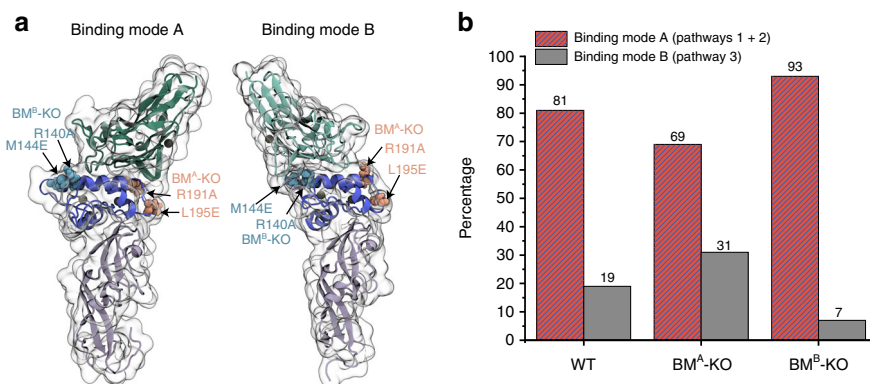 a
Binding mode A
Binding mode B
BMᴮ-KO
R140A
M144E
BMᴬ-KO
R191A
L195E
BMᴬ-KO
R191A
L195E
M144E
R140A
BMᴮ-KO
b
Binding mode A (pathways 1 + 2)
Binding mode B (pathway 3)
Percentage
100
90
80
70
60
50
40
30
20
10
0
81
19
69
31
93
7
WT
BMᴬ-KO
BMᴮ-KO